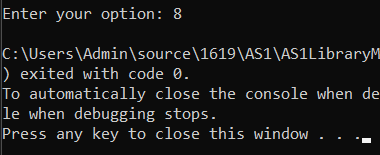 Enter your option: 8
C:\Users\Admin\source\1619\AS1\AS1LibraryM
) exited with code 0.
To automatically close the console when de
le when debugging stops.
Press any key to close this window . . .